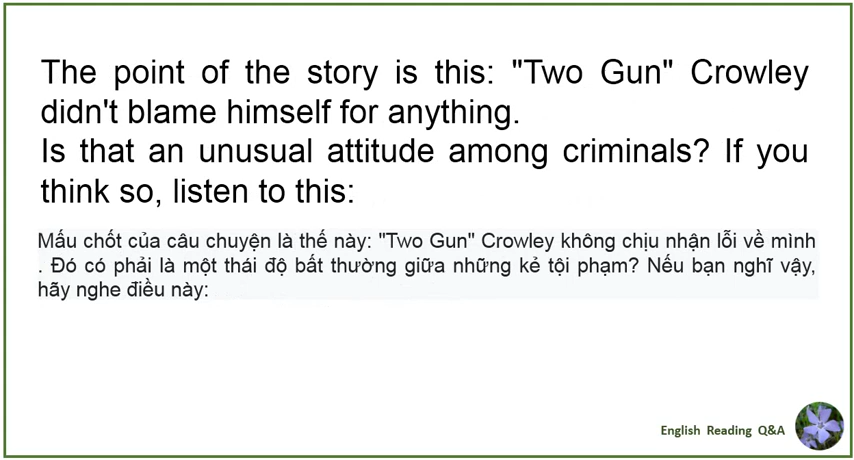 The point of the story is this: "Two Gun" Crowley
didn't blame himself for anything.
Is that an unusual attitude among criminals? If you
think so, listen to this:
Mấu chốt của câu chuyện là thế này: "Two Gun" Crowley không chịu nhận lỗi về mình
. Đó có phải là một thái độ bất thường giữa những kẻ tội phạm? Nếu bạn nghĩ vậy,
hãy nghe điều này:
English Reading Q&A